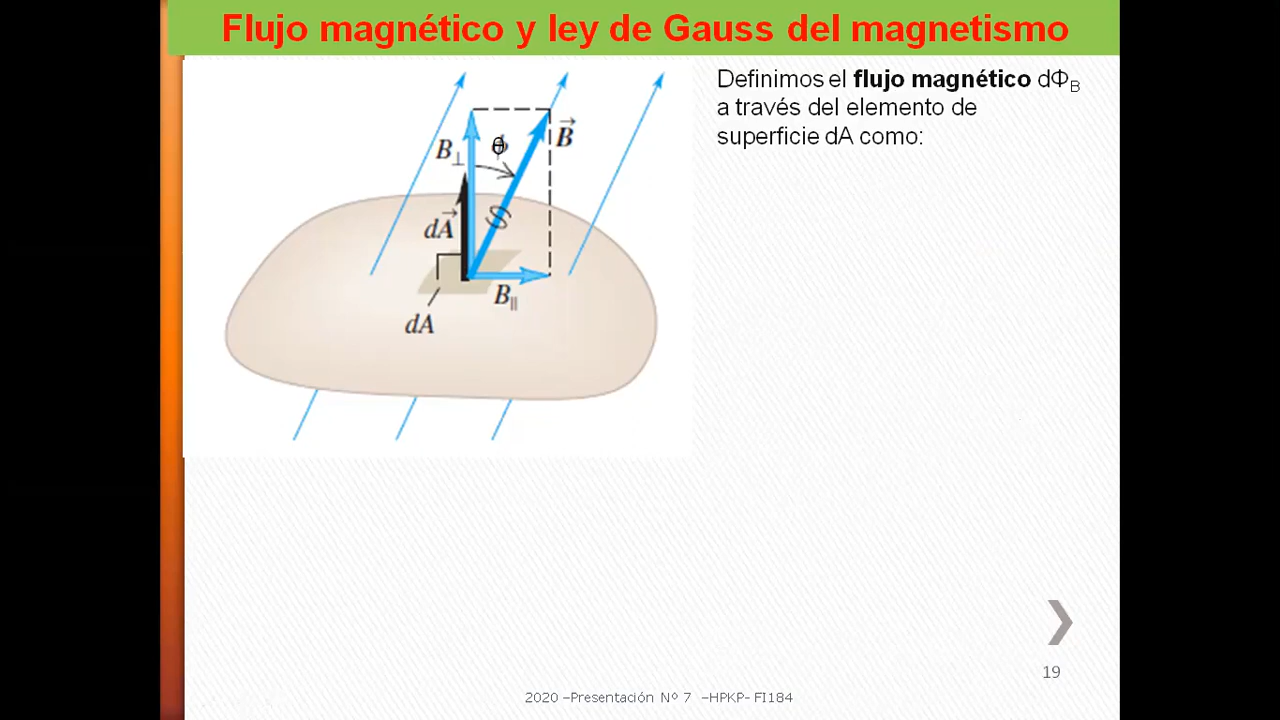 Flujo magnético y ley de Gauss del magnetismo
Definimos el flujo magnético dΦB
a través del elemento de
superficie dA como:
B⊥
θ
B⃗
dA⃗
S
B∥
dA
19
2020 –Presentación Nº 7 –HPKP- FI184